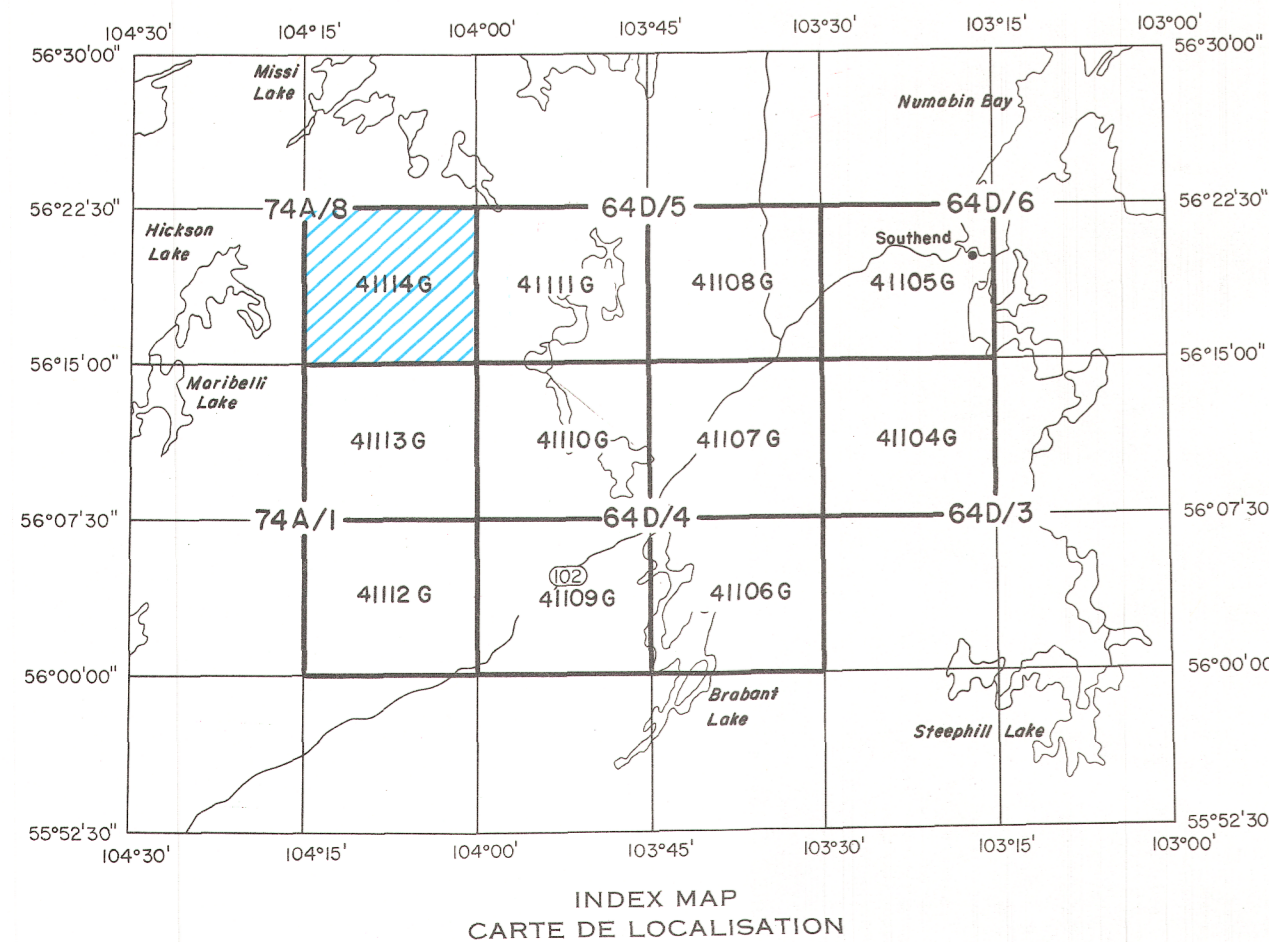 104°30' 104°15' 104°00' 103°45' 103°30' 103°15' 103°00'
56°30'00" 56°30'00"
Missi
Lake
Numabin Bay
56°22'30" 74A/8 64D/5 64D/6 56°22'30"
Hickson
Lake
Southend
41114G 41111G 41108G 41105G
56°15'00" 56°15'00"
Maribelli
Lake
41113G 41110G 41107G 41104G
56°07'30" 74A/1 64D/4 64D/3 56°07'30
102
41112G 41109G 41106G
56°00'00" 56°00'00
Brabant
Lake
Steephill Lake
55°52'30" 55°52'30
104°30' 104°15' 104°00' 103°45' 103°30' 103°15' 103°00'
INDEX MAP
CARTE DE LOCALISATION